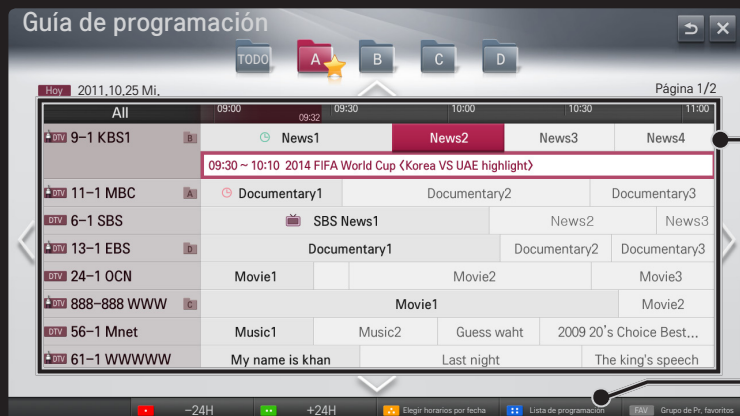 Guía de programación
TODO A B C D
Hoy 2011.10.25 Mi. Página 1/2
All 09:00 09:32 09:30 10:00 10:30 11:00
DTV 9-1 KBS1 B News1 News2 News3 News4
09:30 ~ 10:10 2014 FIFA World Cup 〈Korea VS UAE highlight〉
DTV 11-1 MBC A Documentary1 Documentary2 Documentary3
DTV 6-1 SBS SBS News1 News2 News3
DTV 13-1 EBS D Documentary1 Documentary2 Documentary3
DTV 24-1 OCN Movie1 Movie2 Movie3
DTV 888-888 WWW C Movie1 Movie2
DTV 56-1 Mnet Music1 Music2 Guess waht 2009 20's Choice Best...
DTV 61-1 WWWWW My name is khan Last night The king's speech
-24H +24H Elegir horarios por fecha Lista de programación FAV Grupo de Pr. favoritos